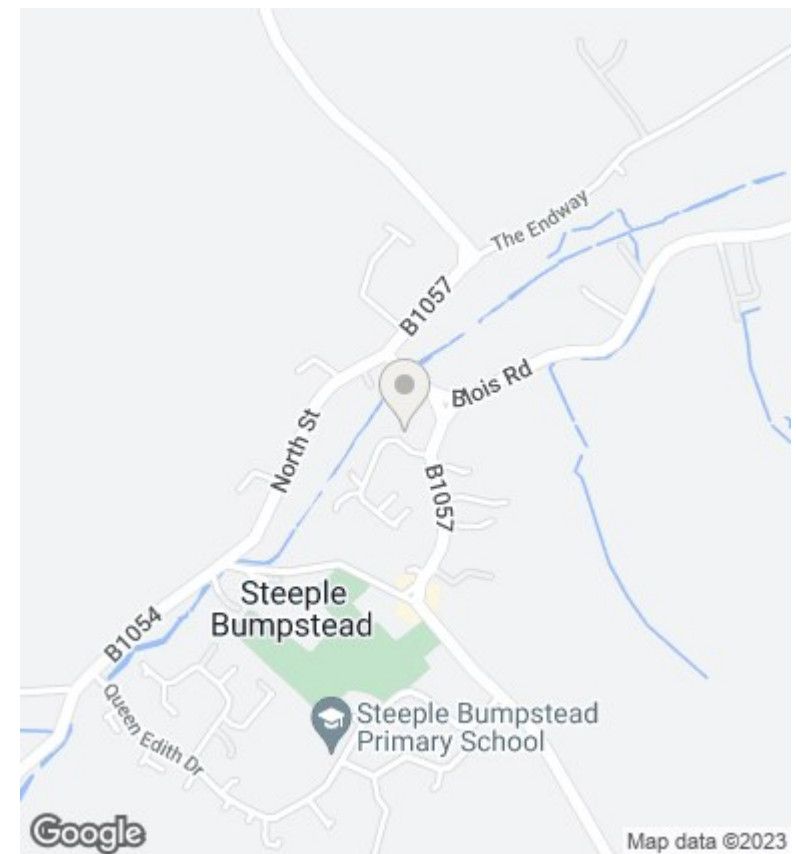 The Endway
B1057
Blois Rd
North St
B1057
Steeple
Bumpstead
B1054
Queen Edith Dr
Steeple Bumpstead
Primary School
Google
Map data ©2023